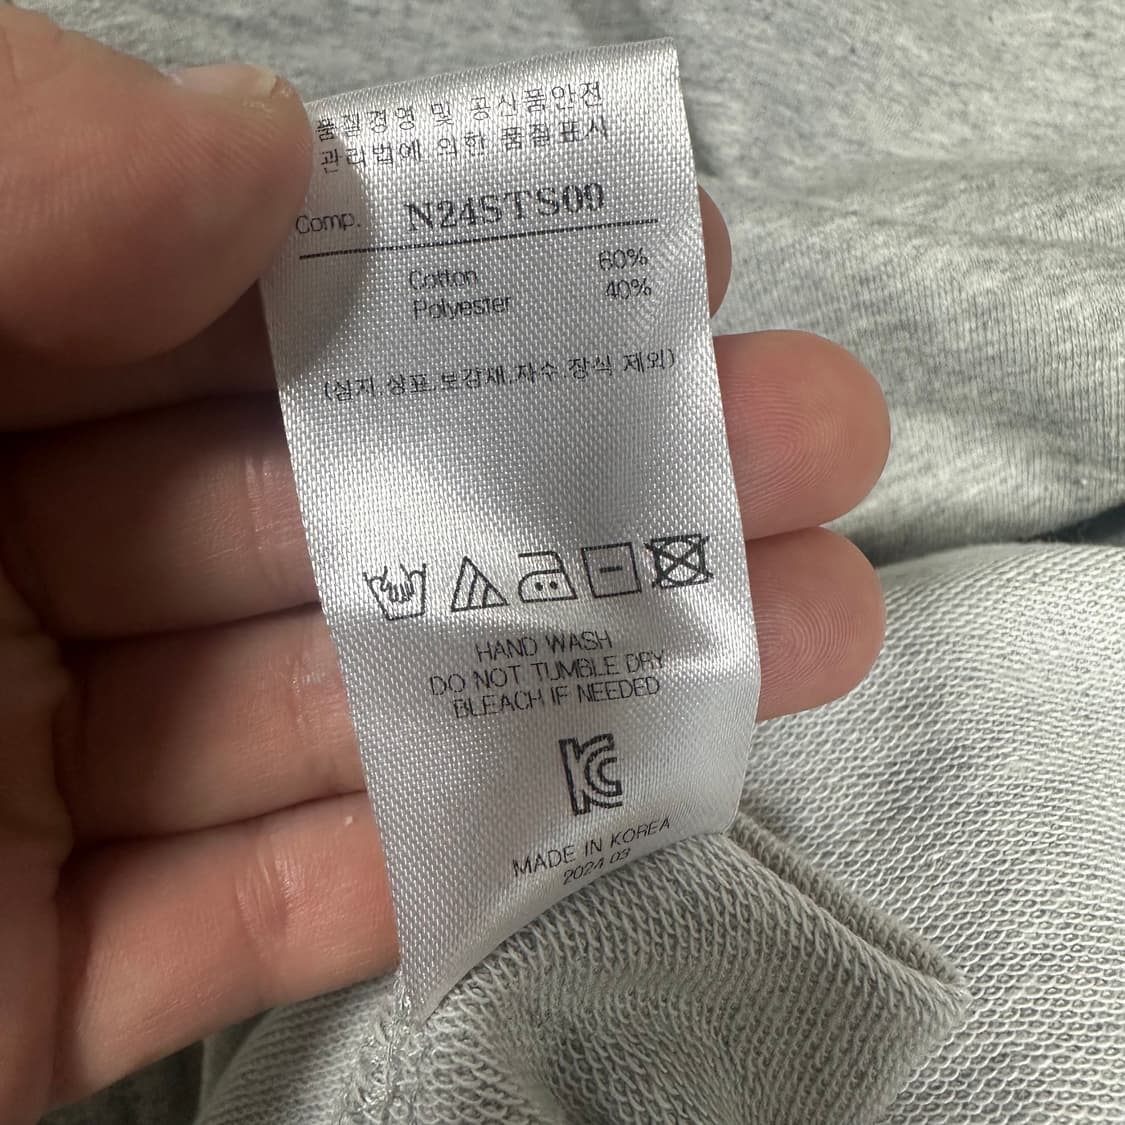 품질경영 및 공산품안전
관리법에 의한 품질표시
Comp. N24STS09
Cotton 60%
Polyester 40%
(심지.상표.보강재.자수.장식 제외)
HAND WASH
DO NOT TUMBLE DRY
BLEACH IF NEEDED
KC
MADE IN KOREA
2024 03